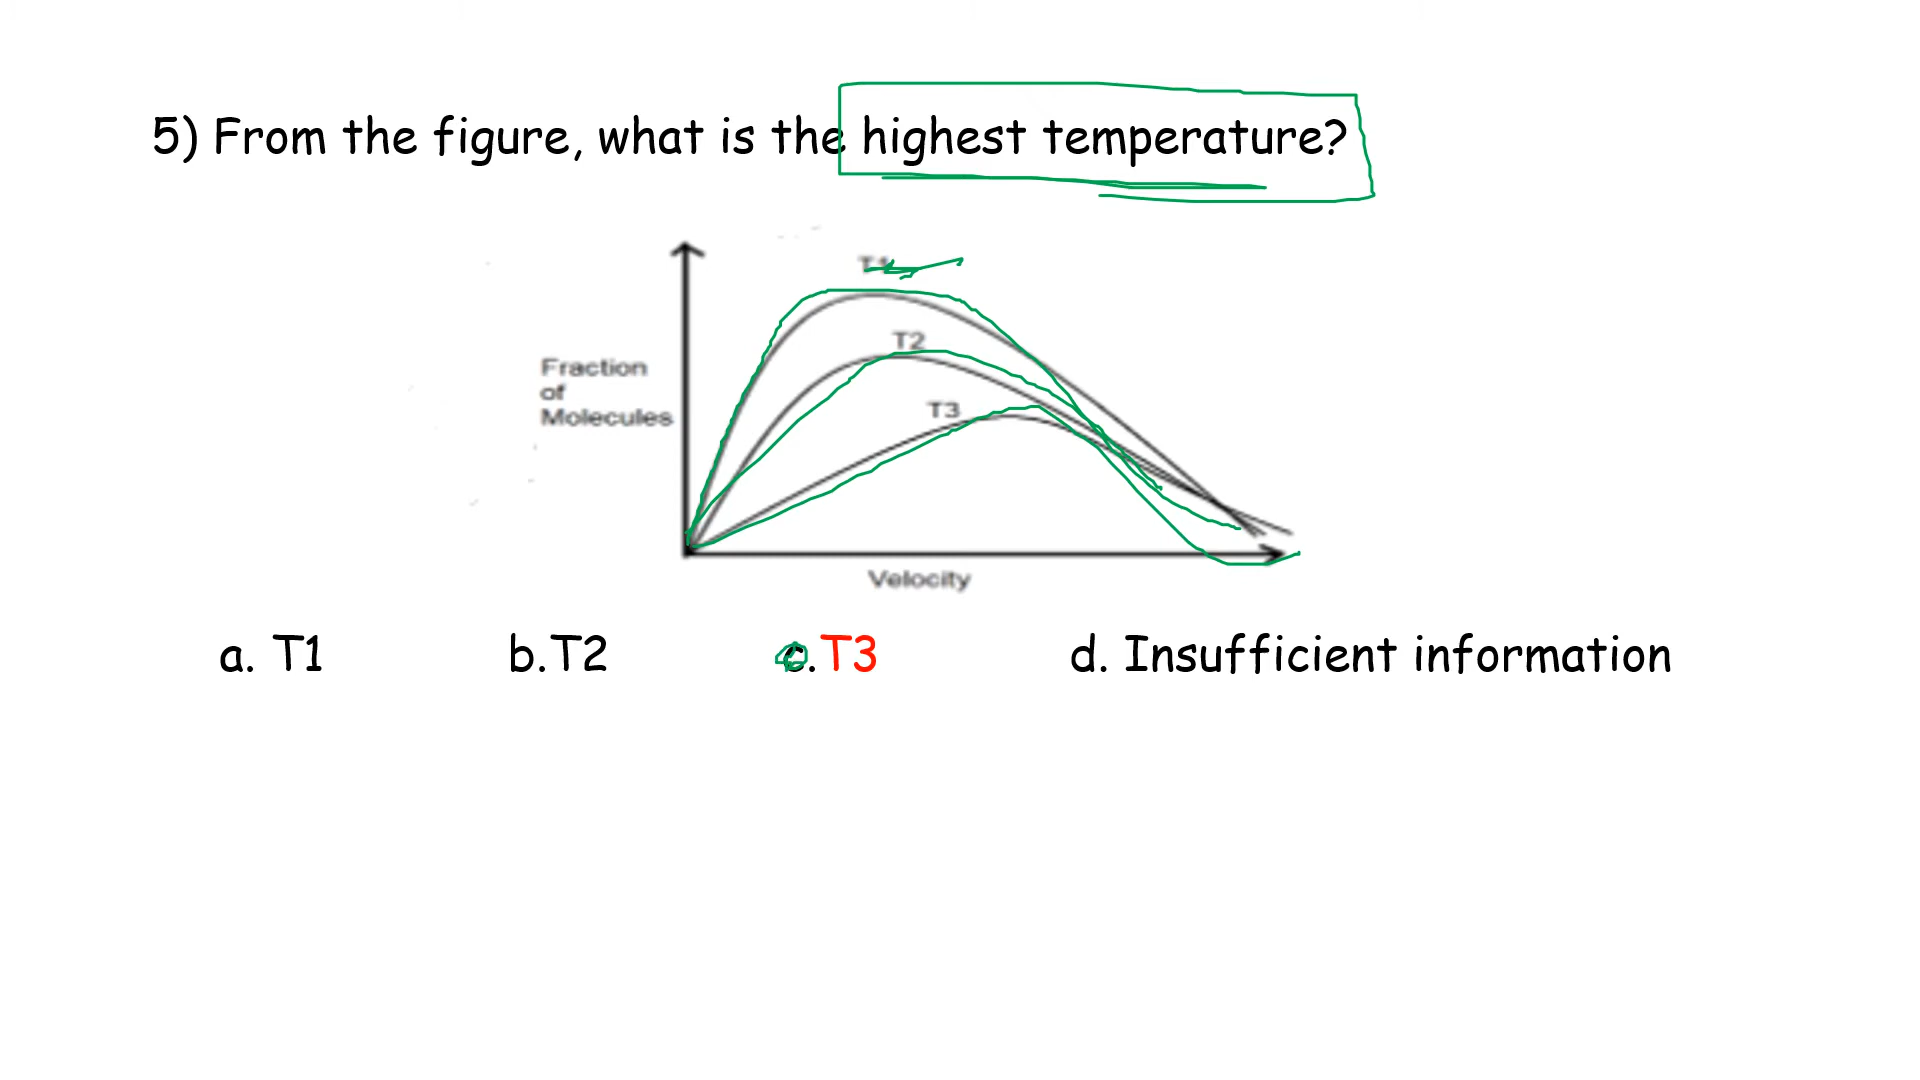 5) From the figure, what is the highest temperature?
T1
T2
Fraction
of
T3
Molecules
Velocity
a. T1 b.T2 c.T3 d. Insufficient information